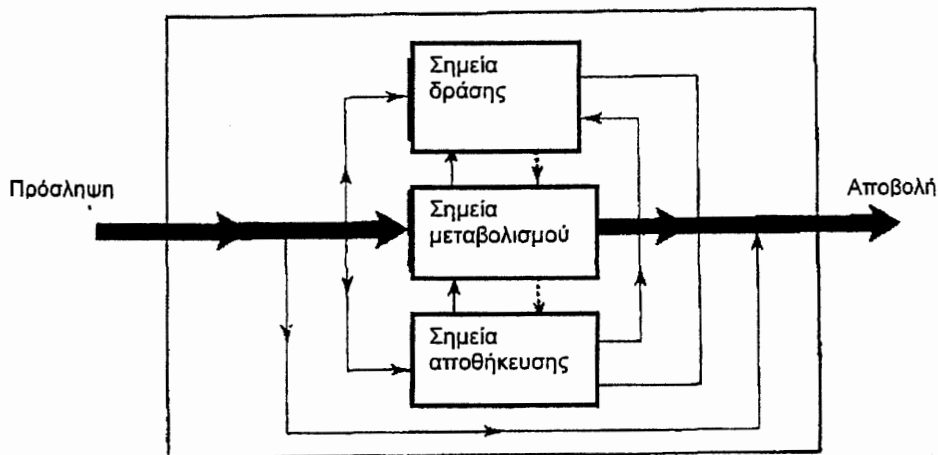 Σημεία
δράσης
Πρόσληψη
Αποβολή
Σημεία
μεταβολισμού
Σημεία
αποθήκευσης